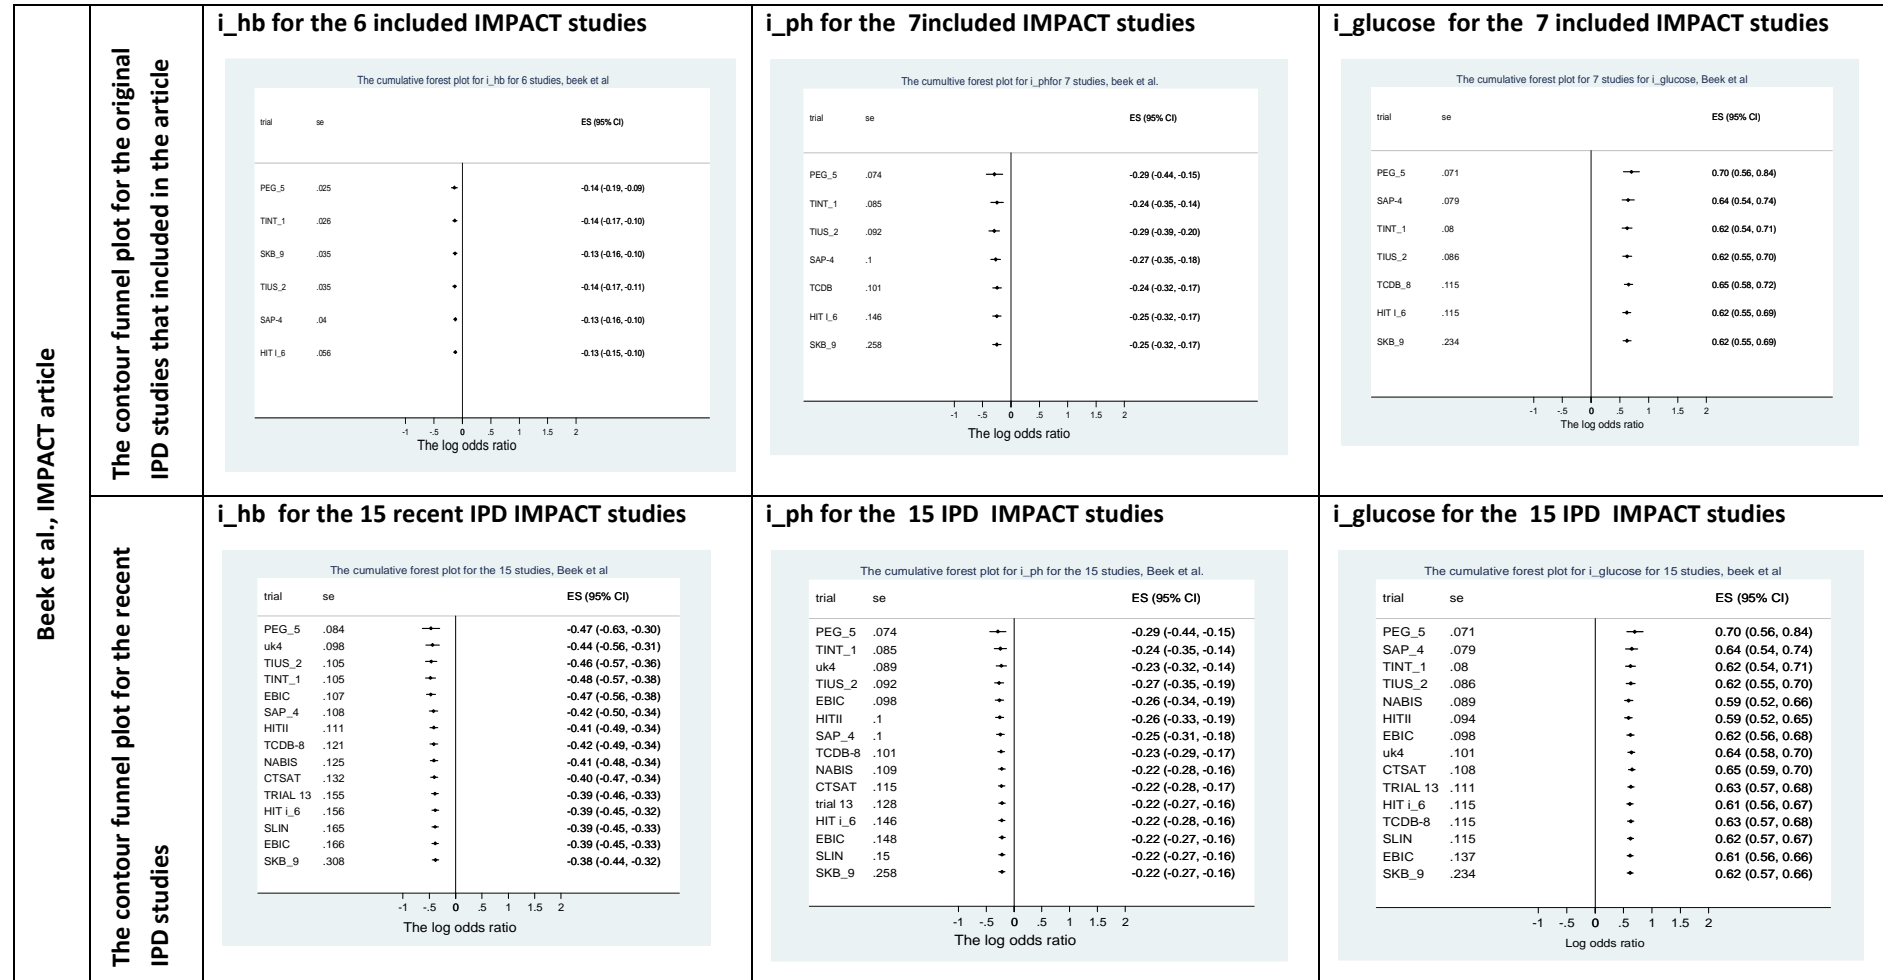 Beek et al., IMPACT article
The contour funnel plot for the original
IPD studies that included in the article
i_hb for the 6 included IMPACT studies
The cumulative forest plot for i_hb for 6 studies, beek et al
trial se ES (95% CI)
PEG_5 .025 -0.14 (-0.19, -0.09)
TINT_1 .026 -0.14 (-0.17, -0.10)
SKB_9 .035 -0.13 (-0.16, -0.10)
TIUS_2 .035 -0.14 (-0.17, -0.11)
SAP-4 .04 -0.13 (-0.16, -0.10)
HIT I_6 .056 -0.13 (-0.15, -0.10)
-1 -.5 0 .5 1 1.5 2
The log odds ratio
i_ph for the 7included IMPACT studies
The cumultive forest plot for i_phfor 7 studies, beek et al.
trial se ES (95% CI)
PEG_5 .074 -0.29 (-0.44, -0.15)
TINT_1 .085 -0.24 (-0.35, -0.14)
TIUS_2 .092 -0.29 (-0.39, -0.20)
SAP-4 .1 -0.27 (-0.35, -0.18)
TCDB .101 -0.24 (-0.32, -0.17)
HIT I_6 .146 -0.25 (-0.32, -0.17)
SKB_9 .258 -0.25 (-0.32, -0.17)
-1 -.5 0 .5 1 1.5 2
The log odds ratio
i_glucose for the 7 included IMPACT studies
The cumulative forest plot for 7 studies for i_glucose, Beek et al
trial se ES (95% CI)
PEG_5 .071 0.70 (0.56, 0.84)
SAP-4 .079 0.64 (0.54, 0.74)
TINT_1 .08 0.62 (0.54, 0.71)
TIUS_2 .086 0.62 (0.55, 0.70)
TCDB_8 .115 0.65 (0.58, 0.72)
HIT I_6 .115 0.62 (0.55, 0.69)
SKB_9 .234 0.62 (0.55, 0.69)
-1 -.5 0 .5 1 1.5 2
The log odds ratio
The contour funnel plot for the recent
IPD studies
i_hb for the 15 recent IPD IMPACT studies
The cumulative forest plot for the 15 studies, Beek et al
trial se ES (95% CI)
PEG_5 .084 -0.47 (-0.63, -0.30)
uk4 .098 -0.44 (-0.56, -0.31)
TIUS_2 .105 -0.46 (-0.57, -0.36)
TINT_1 .105 -0.48 (-0.57, -0.38)
EBIC .107 -0.47 (-0.56, -0.38)
SAP_4 .108 -0.42 (-0.50, -0.34)
HITII .111 -0.41 (-0.49, -0.34)
TCDB-8 .121 -0.42 (-0.49, -0.34)
NABIS .125 -0.41 (-0.48, -0.34)
CTSAT .132 -0.40 (-0.47, -0.34)
TRIAL 13 .155 -0.39 (-0.46, -0.33)
HIT i_6 .156 -0.39 (-0.45, -0.32)
SLIN .165 -0.39 (-0.45, -0.33)
EBIC .166 -0.39 (-0.45, -0.33)
SKB_9 .308 -0.38 (-0.44, -0.32)
-1 -.5 0 .5 1 1.5 2
The log odds ratio
i_ph for the 15 IPD IMPACT studies
The cumulative forest plot for i_ph for the 15 studies, Beek et al.
trial se ES (95% CI)
PEG_5 .074 -0.29 (-0.44, -0.15)
TINT_1 .085 -0.24 (-0.35, -0.14)
uk4 .089 -0.23 (-0.32, -0.14)
TIUS_2 .092 -0.27 (-0.35, -0.19)
EBIC .098 -0.26 (-0.34, -0.19)
HITII .1 -0.26 (-0.33, -0.19)
SAP_4 .1 -0.25 (-0.31, -0.18)
TCDB-8 .101 -0.23 (-0.29, -0.17)
NABIS .109 -0.22 (-0.28, -0.16)
CTSAT .115 -0.22 (-0.28, -0.17)
trial 13 .128 -0.22 (-0.27, -0.16)
HIT i_6 .146 -0.22 (-0.28, -0.16)
EBIC .148 -0.22 (-0.27, -0.16)
SLIN .15 -0.22 (-0.27, -0.16)
SKB_9 .258 -0.22 (-0.27, -0.16)
-1 -.5 0 .5 1 1.5 2
The log odds ratio
i_glucose for the 15 IPD IMPACT studies
The cumulative forest plot for i_glucose for 15 studies, beek et al
trial se ES (95% CI)
PEG_5 .071 0.70 (0.56, 0.84)
SAP_4 .079 0.64 (0.54, 0.74)
TINT_1 .08 0.62 (0.54, 0.71)
TIUS_2 .086 0.62 (0.55, 0.70)
NABIS .089 0.59 (0.52, 0.66)
HITII .094 0.59 (0.52, 0.65)
EBIC .098 0.62 (0.56, 0.68)
uk4 .101 0.64 (0.58, 0.70)
CTSAT .108 0.65 (0.59, 0.70)
TRIAL 13 .111 0.63 (0.57, 0.68)
HIT i_6 .115 0.61 (0.56, 0.67)
TCDB-8 .115 0.63 (0.57, 0.68)
SLIN .115 0.62 (0.57, 0.67)
EBIC .137 0.61 (0.56, 0.66)
SKB_9 .234 0.62 (0.57, 0.66)
-1 -.5 0 .5 1 1.5 2
Log odds ratio